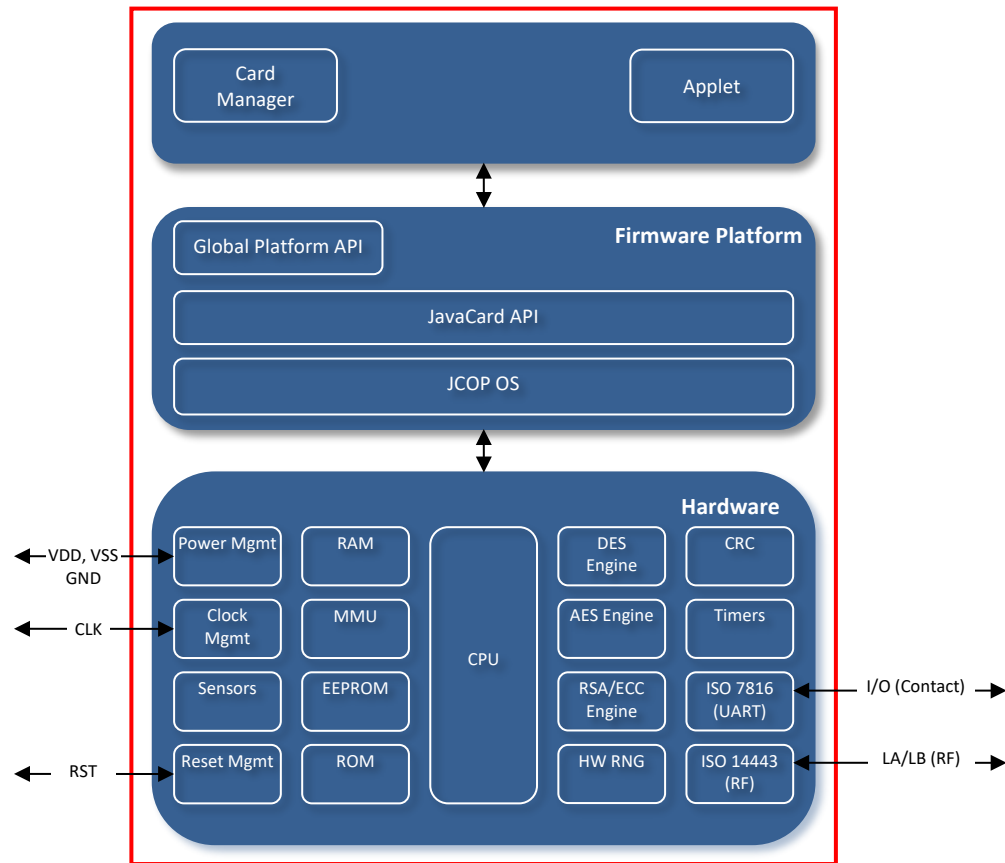 Card
Manager
Applet
Firmware Platform
Global Platform API
JavaCard API
JCOP OS
Hardware
Power Mgmt
RAM
CPU
DES
Engine
CRC
VDD, VSS
GND
Clock
Mgmt
MMU
AES Engine
Timers
CLK
Sensors
EEPROM
RSA/ECC
Engine
ISO 7816
(UART)
I/O (Contact)
Reset Mgmt
ROM
HW RNG
ISO 14443
(RF)
RST
LA/LB (RF)